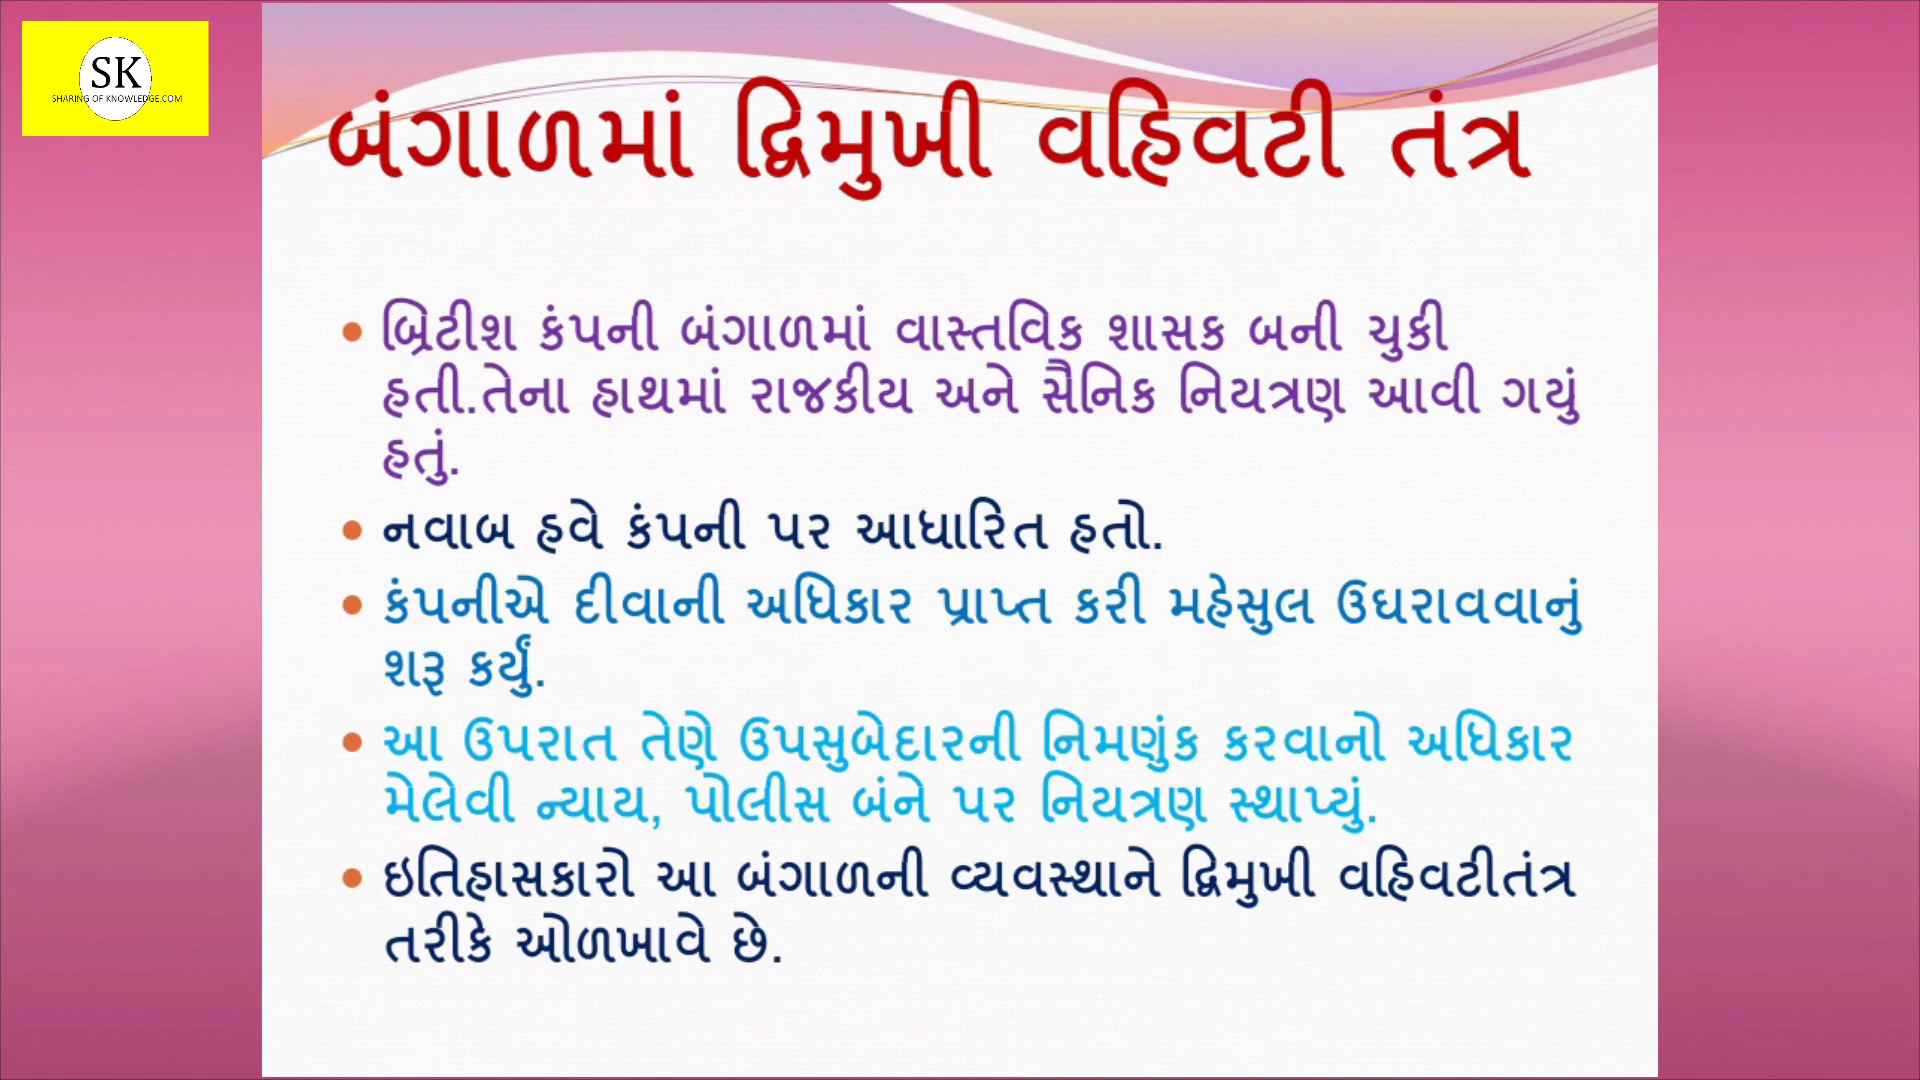 SK
SHARING OF KNOWLEDGE.COM
બંગાળમાં દ્વિમુખી વહિવટી તંત્ર
• બ્રિટીશ કંપની બંગાળમાં વાસ્તવિક શાસક બની ચુકી
હતી.તેના હાથમાં રાજકીય અને સૈનિક નિયત્રણ આવી ગયું
હતું.
• નવાબ હવે કંપની પર આધારિત હતો.
• કંપનીએ દીવાની અધિકાર પ્રાપ્ત કરી મહેસુલ ઉઘરાવવાનું
શરૂ કર્યું.
• આ ઉપરાત તેણે ઉપસુબેદારની નિમણુંક કરવાનો અધિકાર
મેલેવી ન્યાય, પોલીસ બંને પર નિયત્રણ સ્થાપ્યું.
• ઇતિહાસકારો આ બંગાળની વ્યવસ્થાને દ્વિમુખી વહિવટીતંત્ર
તરીકે ઓળખાવે છે.